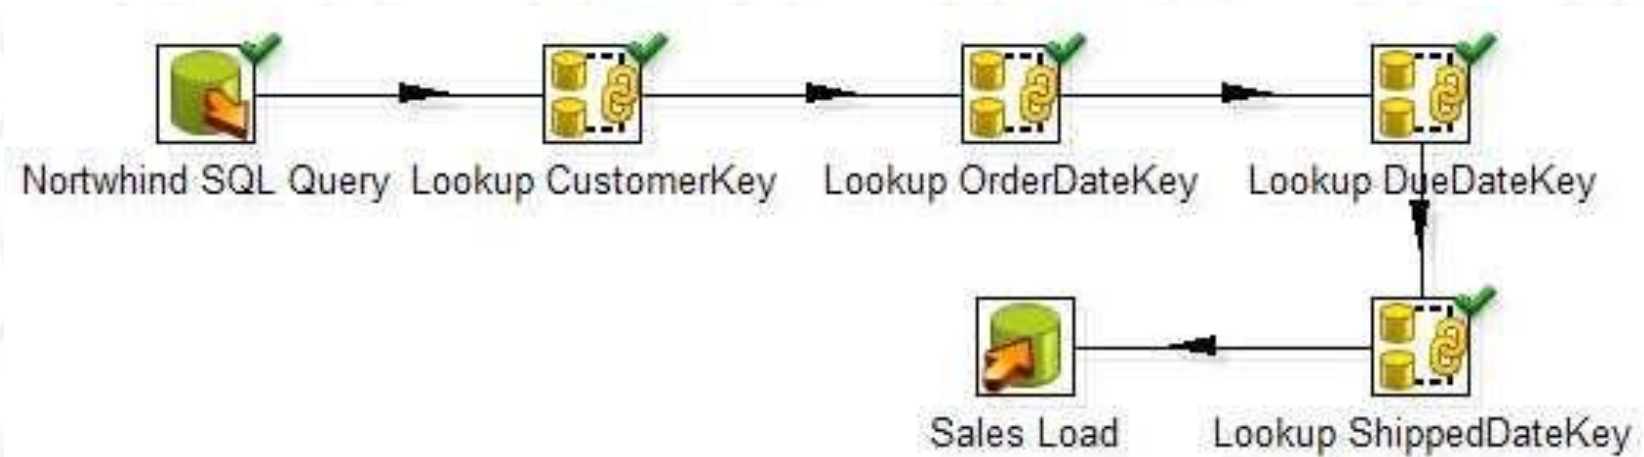 Nortwhind SQL Query
Lookup CustomerKey
Lookup OrderDateKey
Lookup DueDateKey
Sales Load
Lookup ShippedDateKey